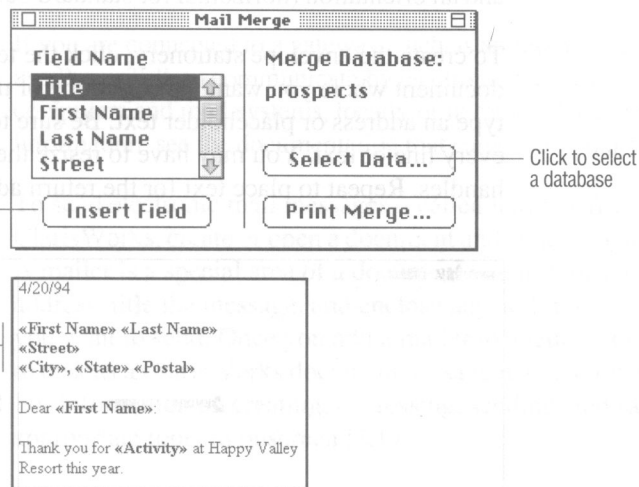 Mail Merge
Field Name
Title
First Name
Last Name
Street
Insert Field
Merge Database:
prospects
Select Data...
Print Merge...
Click to select
a database
4/20/94
«First Name» «Last Name»
«Street»
«City», «State» «Postal»
Dear «First Name»:
Thank you for «Activity» at Happy Valley
Resort this year.